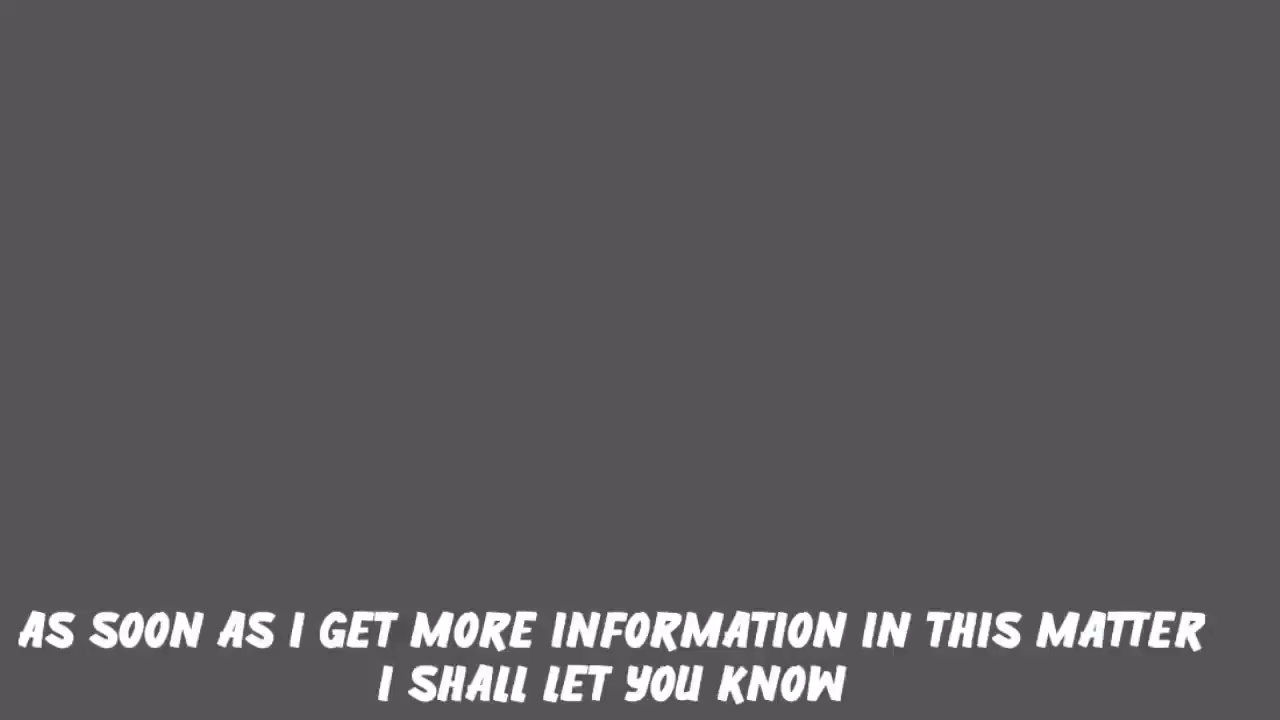 AS SOON AS I GET MORE INFORMATION IN THIS MATTER
I SHALL LET YOU KNOW